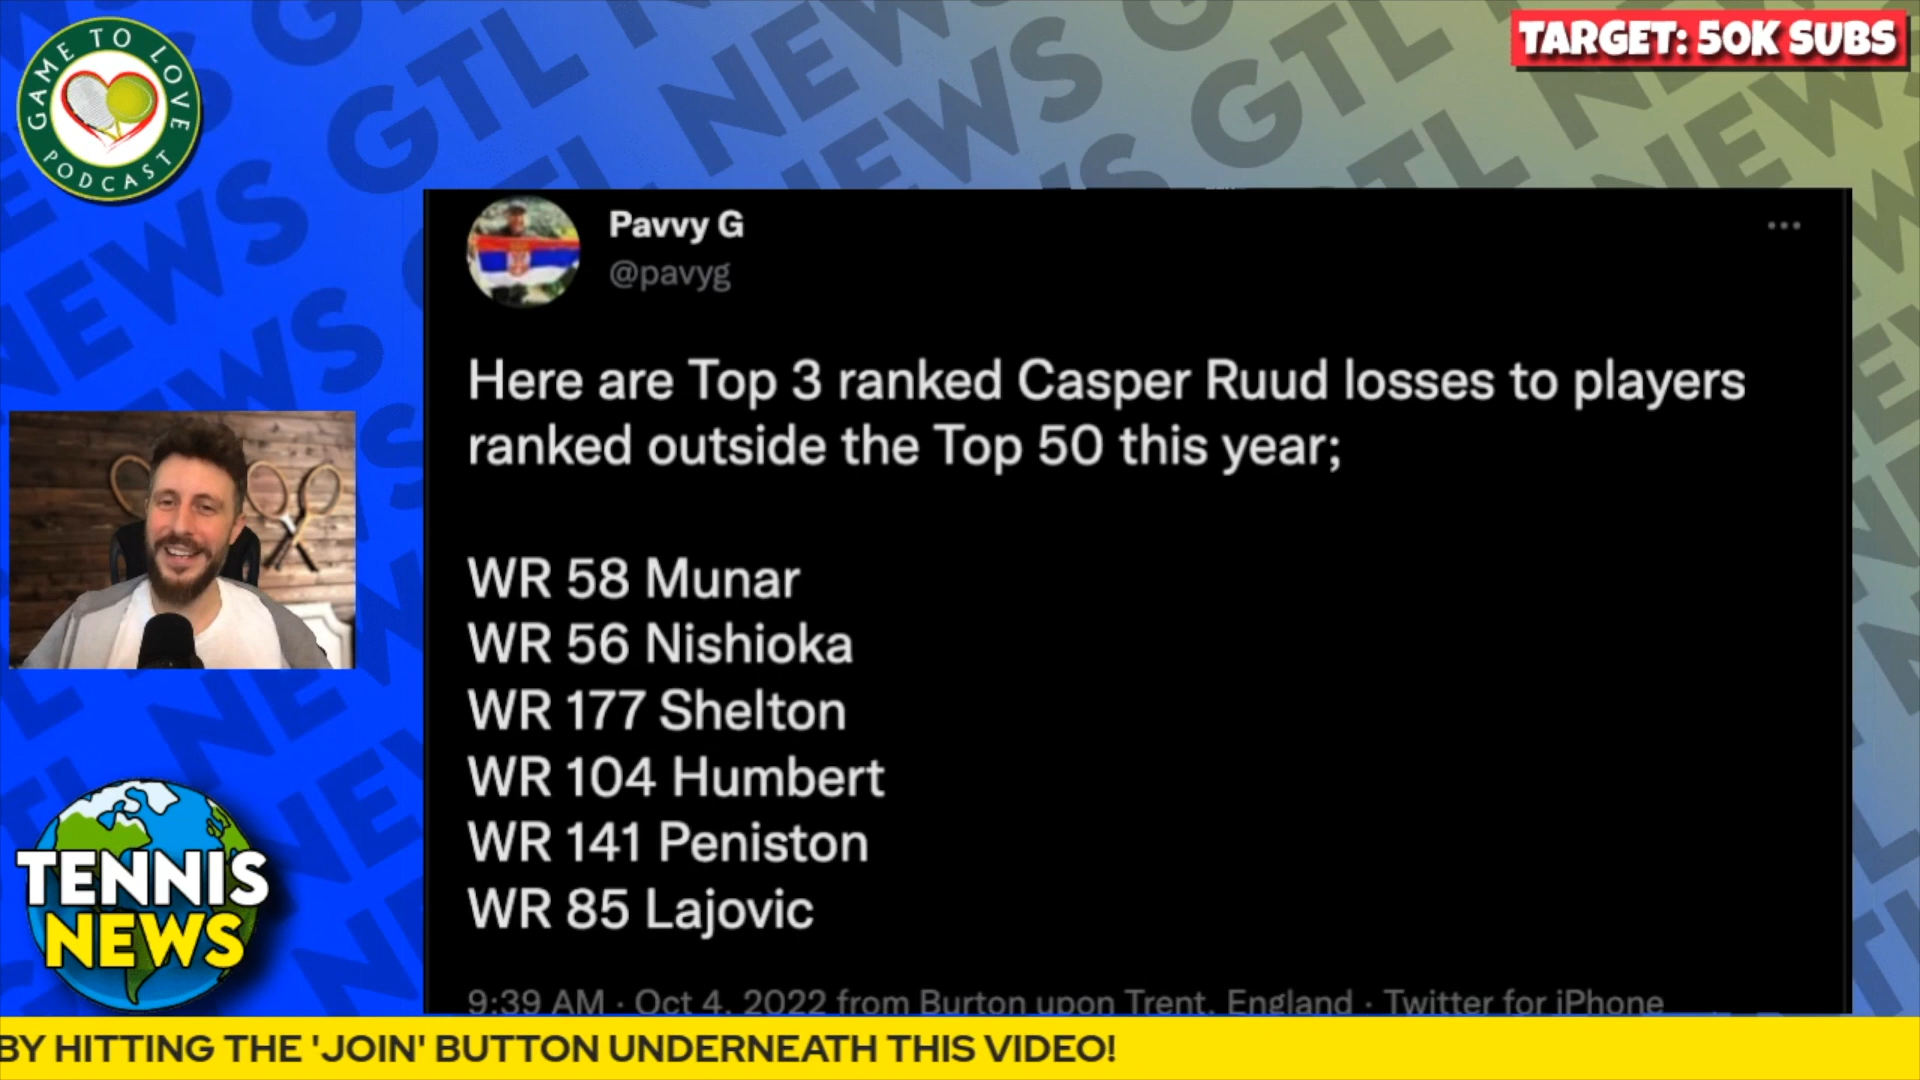 GAME TO LOVE
PODCAST
TARGET: 50K SUBS
Pavvy G
@pavyg
Here are Top 3 ranked Casper Ruud losses to players
ranked outside the Top 50 this year;
WR 58 Munar
WR 56 Nishioka
WR 177 Shelton
WR 104 Humbert
WR 141 Peniston
WR 85 Lajovic
9:39 AM · Oct 4, 2022 from Burton upon Trent, England · Twitter for iPhone
TENNIS
NEWS
BY HITTING THE 'JOIN' BUTTON UNDERNEATH THIS VIDEO!
GTL NEWS